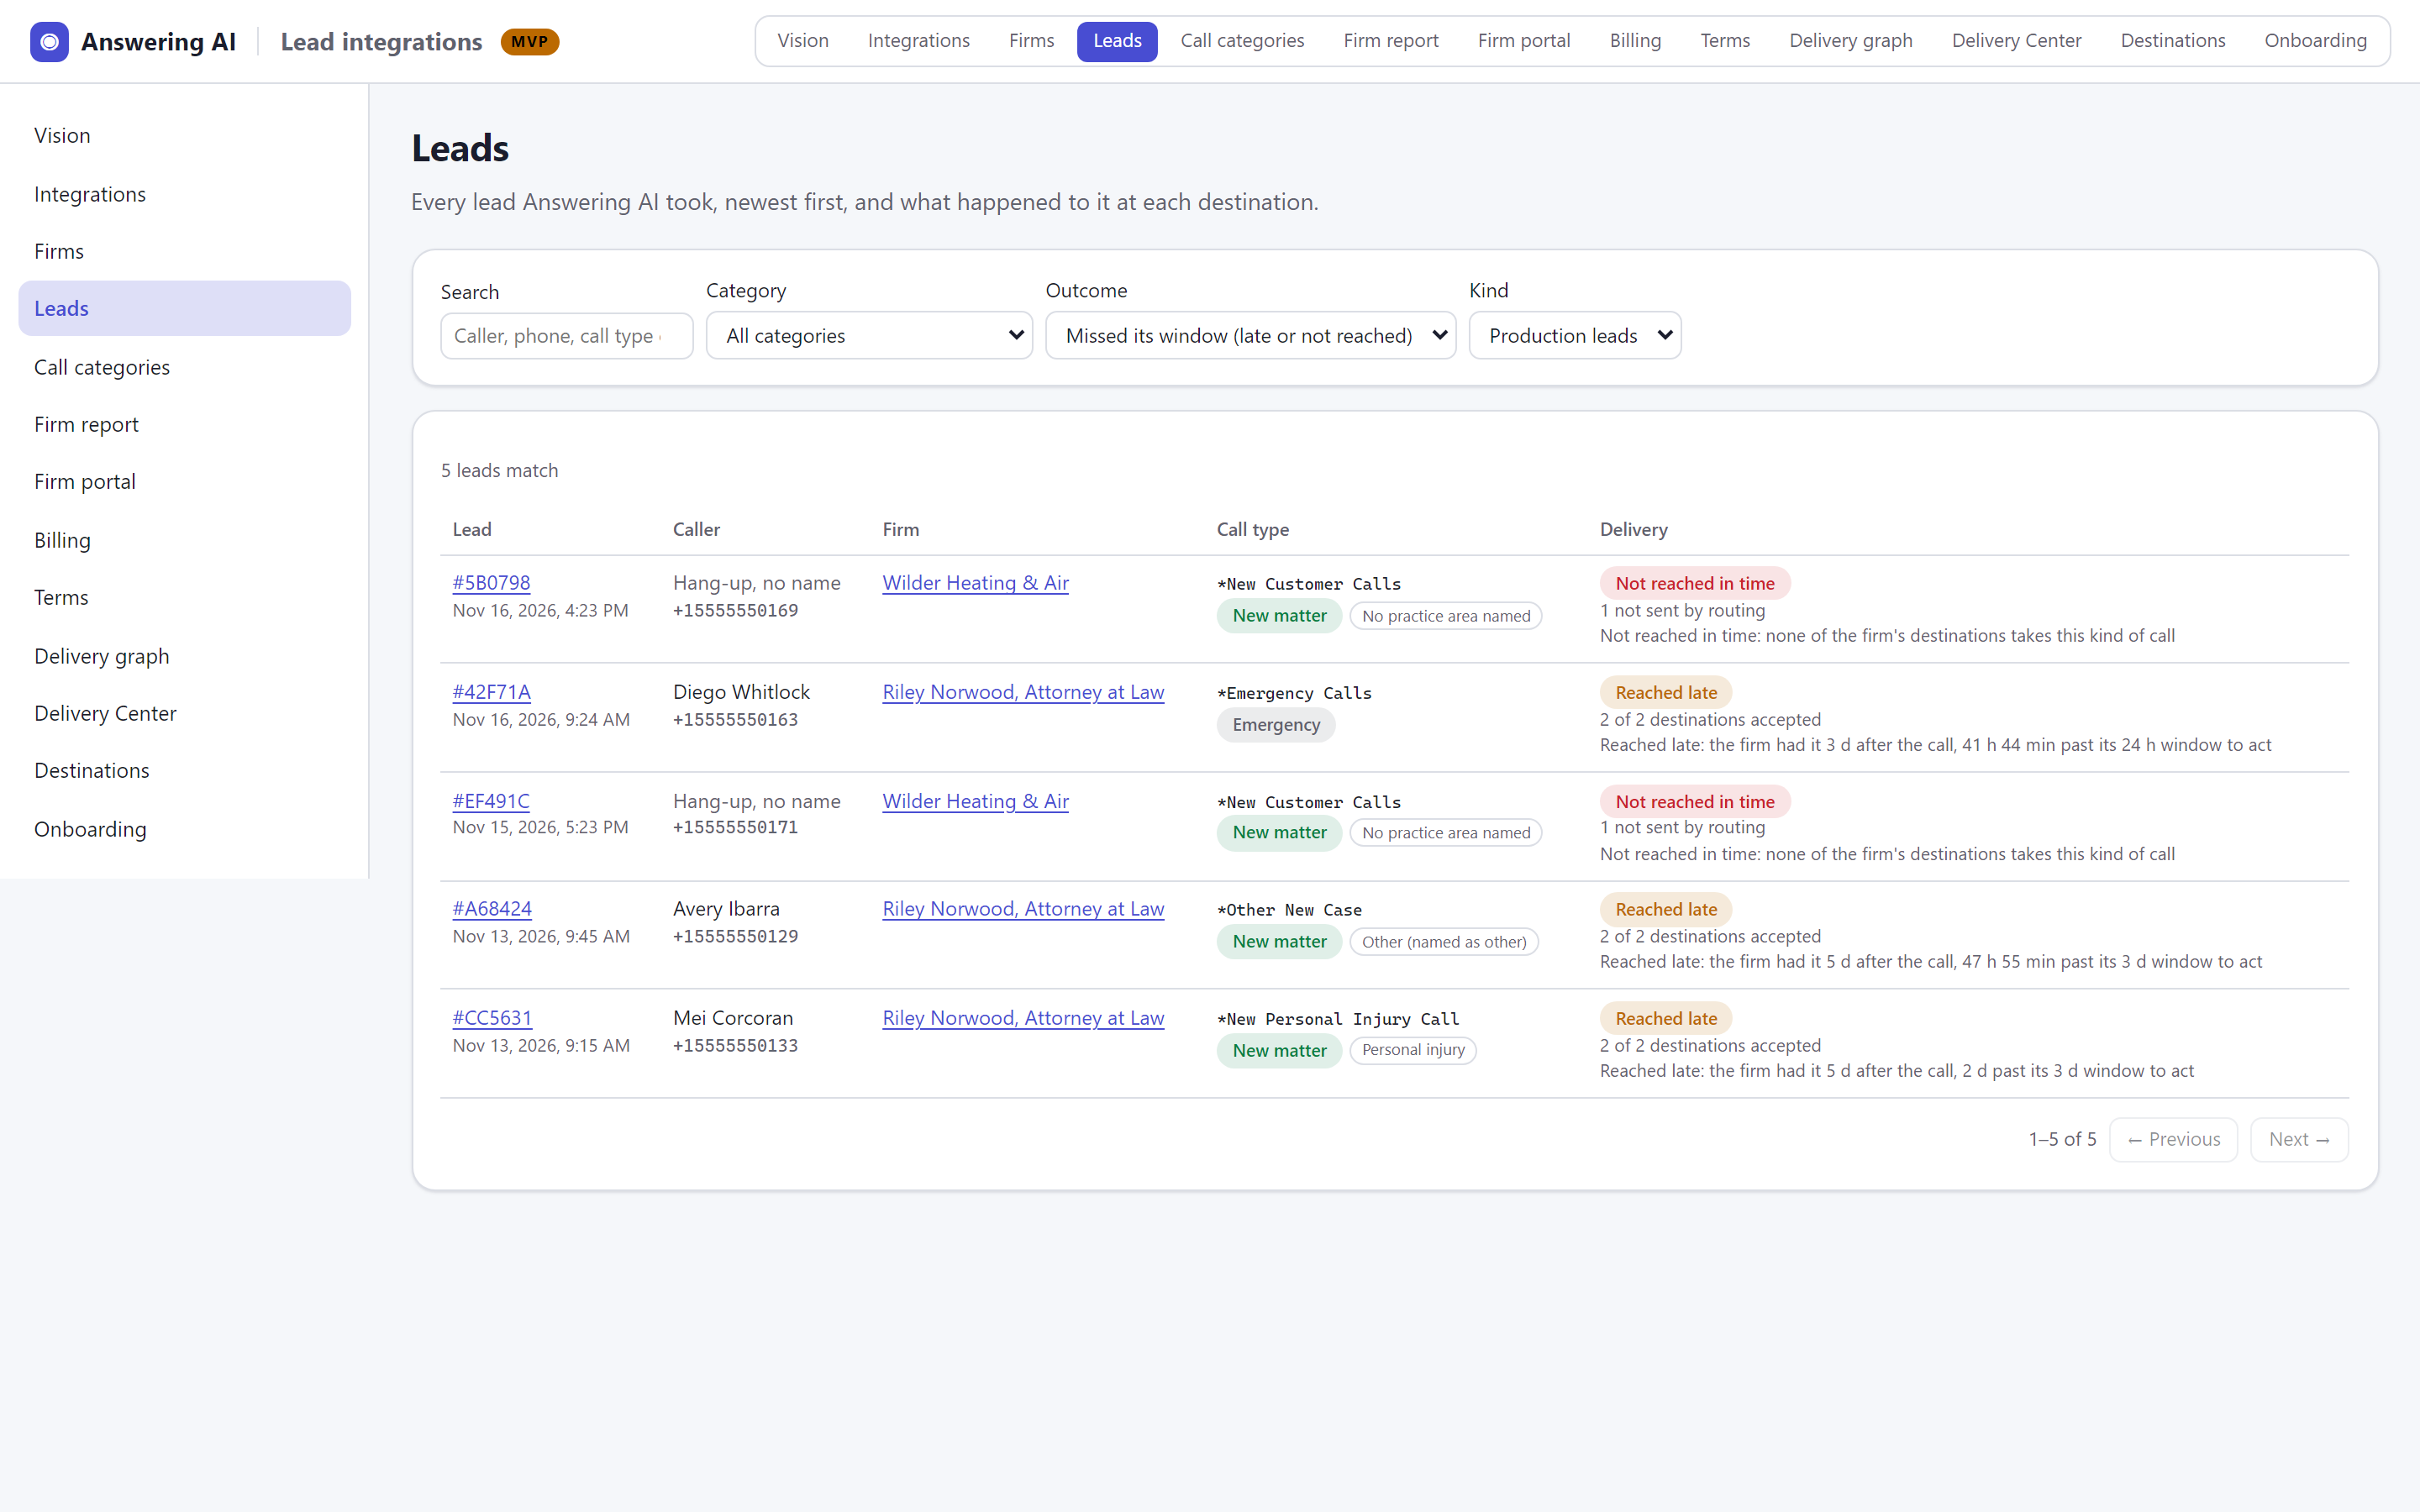 Answering AI
Lead integrations
MVP
Vision
Integrations
Firms
Leads
Call categories
Firm report
Firm portal
Billing
Terms
Delivery graph
Delivery Center
Destinations
Onboarding
Vision
Integrations
Firms
Leads
Call categories
Firm report
Firm portal
Billing
Terms
Delivery graph
Delivery Center
Destinations
Onboarding
Leads
Every lead Answering AI took, newest first, and what happened to it at each destination.
Search
Caller, phone, call type
Category
All categories
Outcome
Missed its window (late or not reached)
Kind
Production leads
5 leads match
Lead
Caller
Firm
Call type
Delivery
#5B0798
Nov 16, 2026, 4:23 PM
Hang-up, no name
+15555550169
Wilder Heating & Air
*New Customer Calls
New matter
No practice area named
Not reached in time
1 not sent by routing
Not reached in time: none of the firm's destinations takes this kind of call
#42F71A
Nov 16, 2026, 9:24 AM
Diego Whitlock
+15555550163
Riley Norwood, Attorney at Law
*Emergency Calls
Emergency
Reached late
2 of 2 destinations accepted
Reached late: the firm had it 3 d after the call, 41 h 44 min past its 24 h window to act
#EF491C
Nov 15, 2026, 5:23 PM
Hang-up, no name
+15555550171
Wilder Heating & Air
*New Customer Calls
New matter
No practice area named
Not reached in time
1 not sent by routing
Not reached in time: none of the firm's destinations takes this kind of call
#A68424
Nov 13, 2026, 9:45 AM
Avery Ibarra
+15555550129
Riley Norwood, Attorney at Law
*Other New Case
New matter
Other (named as other)
Reached late
2 of 2 destinations accepted
Reached late: the firm had it 5 d after the call, 47 h 55 min past its 3 d window to act
#CC5631
Nov 13, 2026, 9:15 AM
Mei Corcoran
+15555550133
Riley Norwood, Attorney at Law
*New Personal Injury Call
New matter
Personal injury
Reached late
2 of 2 destinations accepted
Reached late: the firm had it 5 d after the call, 2 d past its 3 d window to act
1–5 of 5
← Previous
Next →